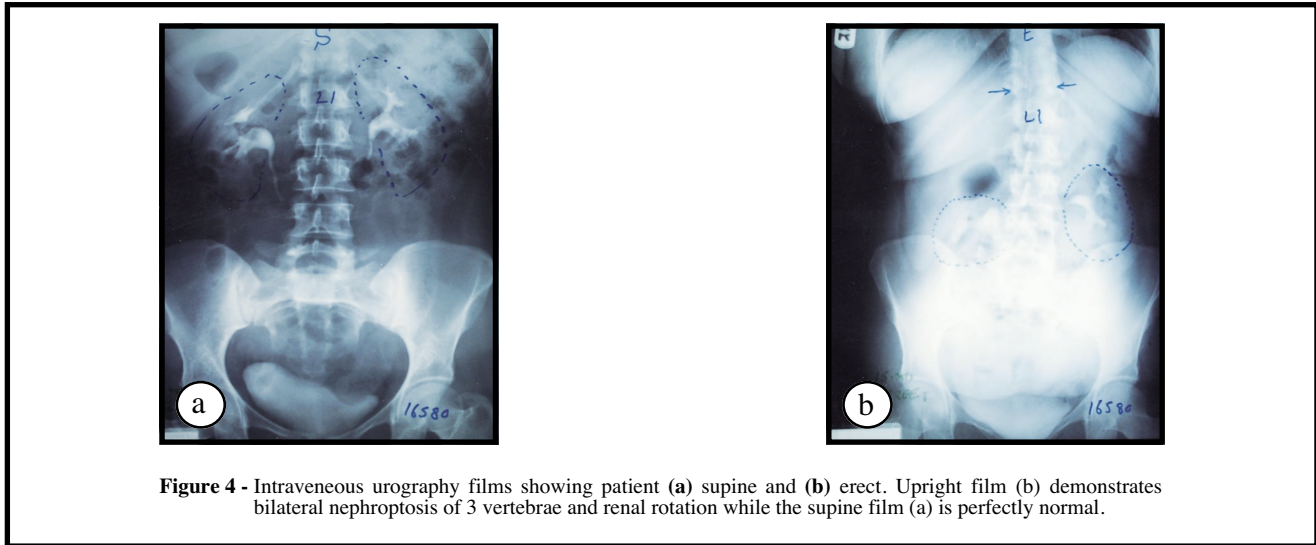 S
L1
16580
a
R
E
L1
16580
b
Figure 4 - Intraveneous urography films showing patient (a) supine and (b) erect. Upright film (b) demonstrates
bilateral nephroptosis of 3 vertebrae and renal rotation while the supine film (a) is perfectly normal.